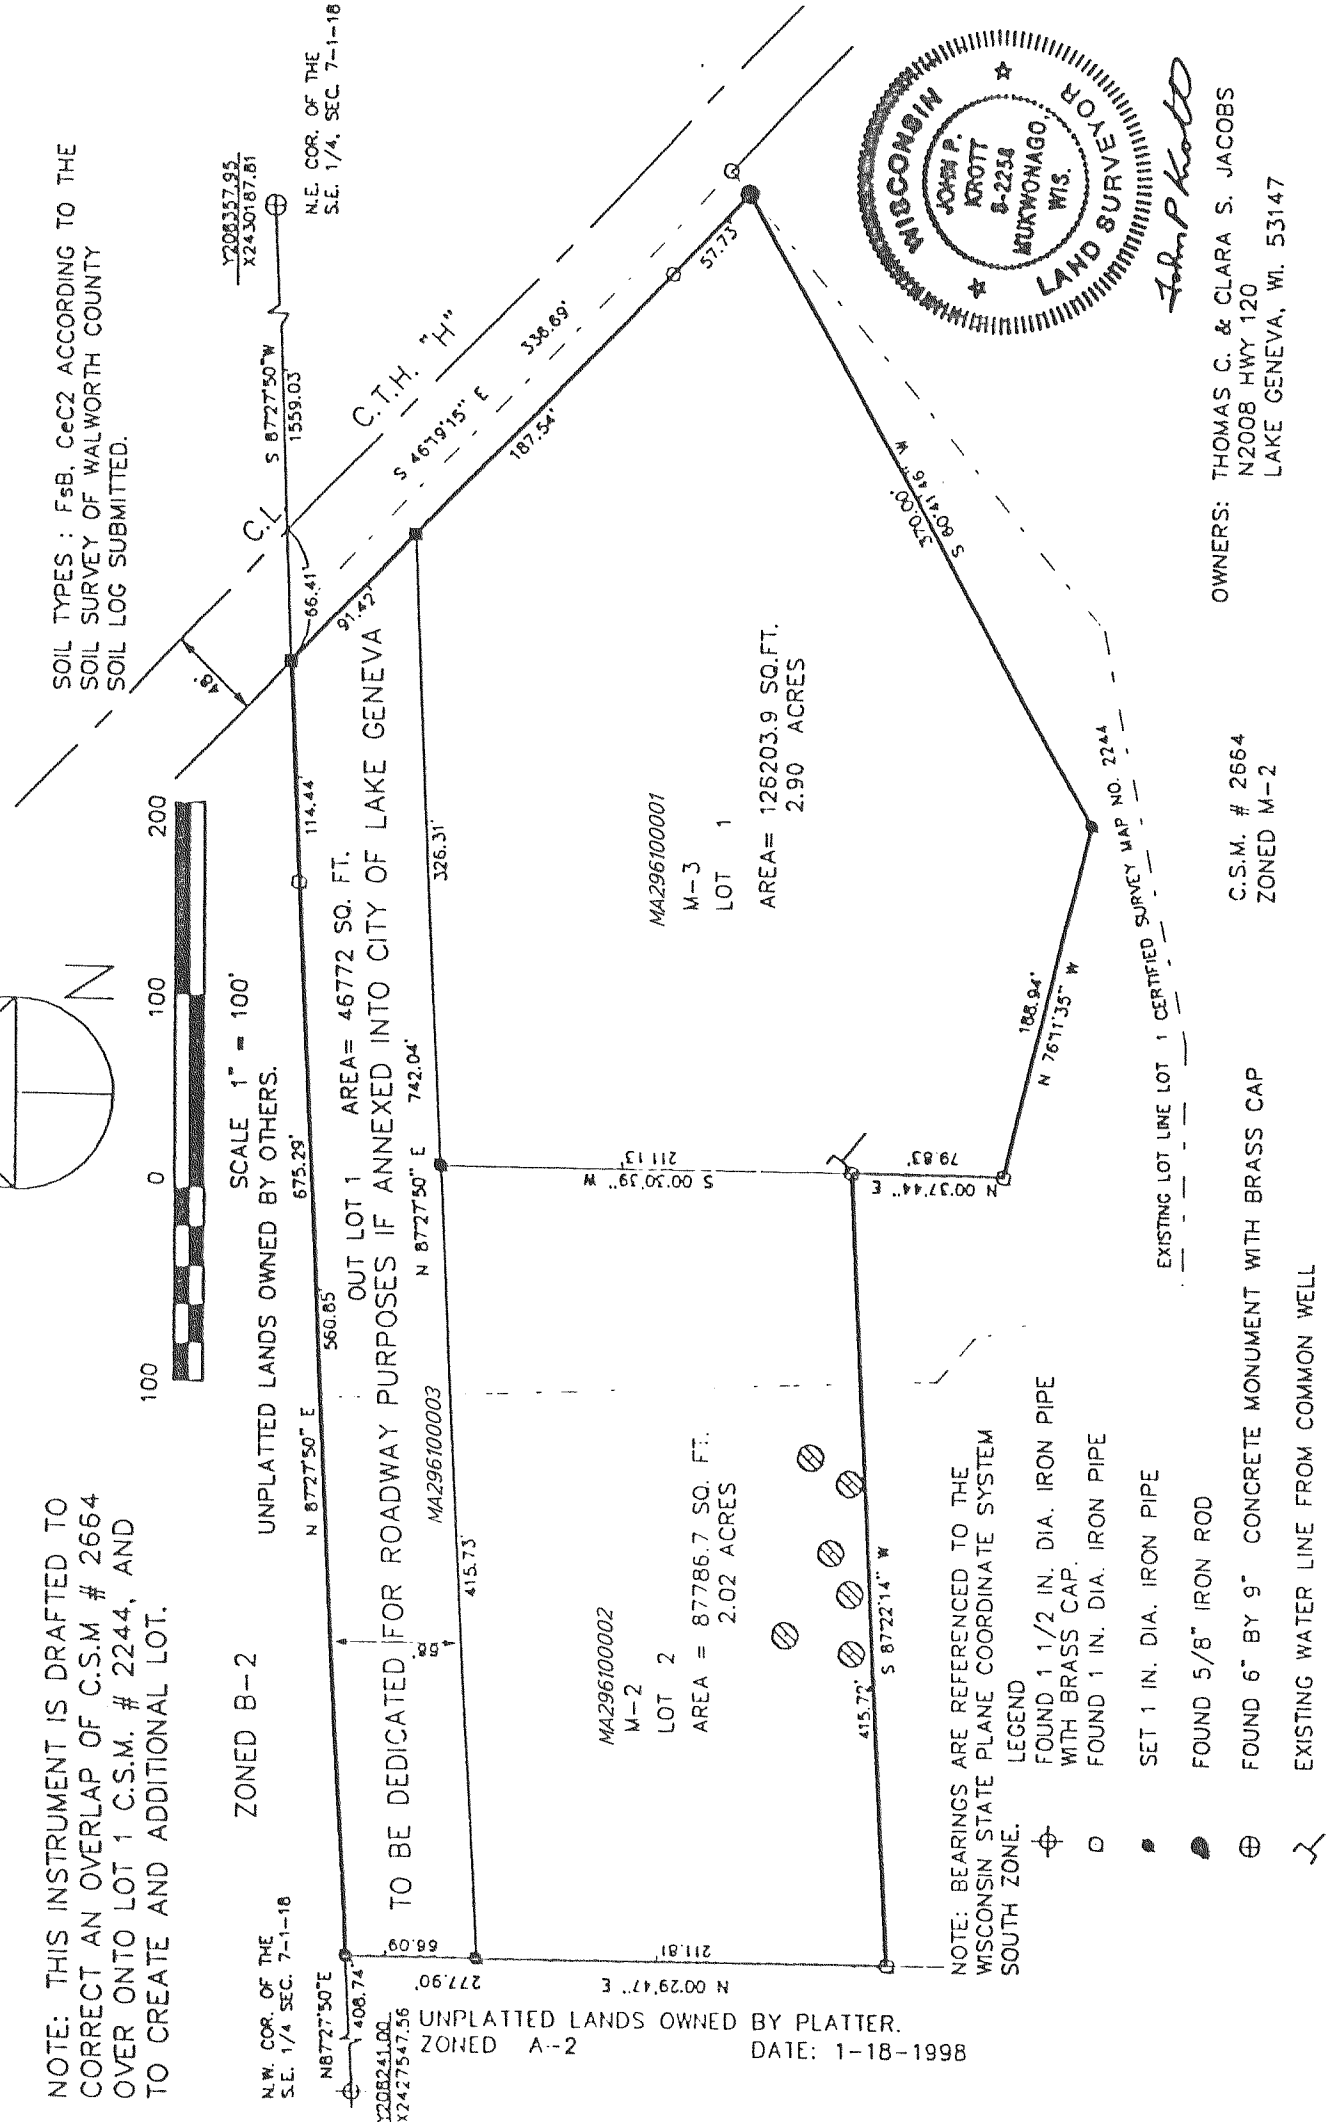 NOTE: THIS INSTRUMENT IS DRAFTED TO
CORRECT AN OVERLAP OF C.S.M # 2664
OVER ONTO LOT 1 C.S.M. # 2244, AND
TO CREATE AND ADDITIONAL LOT.
N
100
0
100
200
SCALE 1" = 100'
SOIL TYPES : FsB, CeC2 ACCORDING TO THE
SOIL SURVEY OF WALWORTH COUNTY
SOIL LOG SUBMITTED.
ZONED B-2
UNPLATTED LANDS OWNED BY OTHERS.
N.W. COR. OF THE
S.E. 1/4 SEC. 7-1-18
N87°27'50"E
408.74'
Y208241.00
X2427547.56
N 87°27'50" E
675.29'
560.85'
114.44'
48'
C.L.
66.41'
S 87°27'50" W
1559.03
Y208357.95
X2430187.81
N.E. COR. OF THE
S.E. 1/4, SEC. 7-1-18
C.T.H. "H"
S 46°19'15" E
338.69'
91.42'
187.54'
57.73'
OUT LOT 1 AREA= 46772 SQ. FT.
TO BE DEDICATED FOR ROADWAY PURPOSES IF ANNEXED INTO CITY OF LAKE GENEVA
66.09'
277.90'
MA296100003
N 87°27'50" E 742.04'
415.73'
326.31'
MA296100002
M-2
LOT 2
AREA = 87786.7 SQ. FT.
2.02 ACRES
211.81'
N 00°29'47" E
S 00°30'39" W
211.13'
415.72'
S 87°22'14" W
MA296100001
M-3
LOT 1
AREA= 126203.9 SQ.FT.
2.90 ACRES
N 00°37'44" E
79.83'
188.94'
N 76°11'35" W
370.00'
S 60°41'46" W
EXISTING LOT LINE LOT 1 CERTIFIED SURVEY MAP NO. 2244
UNPLATTED LANDS OWNED BY PLATTER.
ZONED A-2
DATE: 1-18-1998
NOTE: BEARINGS ARE REFERENCED TO THE
WISCONSIN STATE PLANE COORDINATE SYSTEM
SOUTH ZONE.
LEGEND
FOUND 1 1/2 IN. DIA. IRON PIPE
WITH BRASS CAP.
FOUND 1 IN. DIA. IRON PIPE
SET 1 IN. DIA. IRON PIPE
FOUND 5/8" IRON ROD
FOUND 6" BY 9" CONCRETE MONUMENT WITH BRASS CAP
EXISTING WATER LINE FROM COMMON WELL
C.S.M. # 2664
ZONED M-2
WISCONSIN
JOHN P.
KROTT
S-2258
MUKWONAGO,
WIS.
LAND SURVEYOR
John P Krott
OWNERS: THOMAS C. & CLARA S. JACOBS
N2008 HWY 120
LAKE GENEVA, WI. 53147